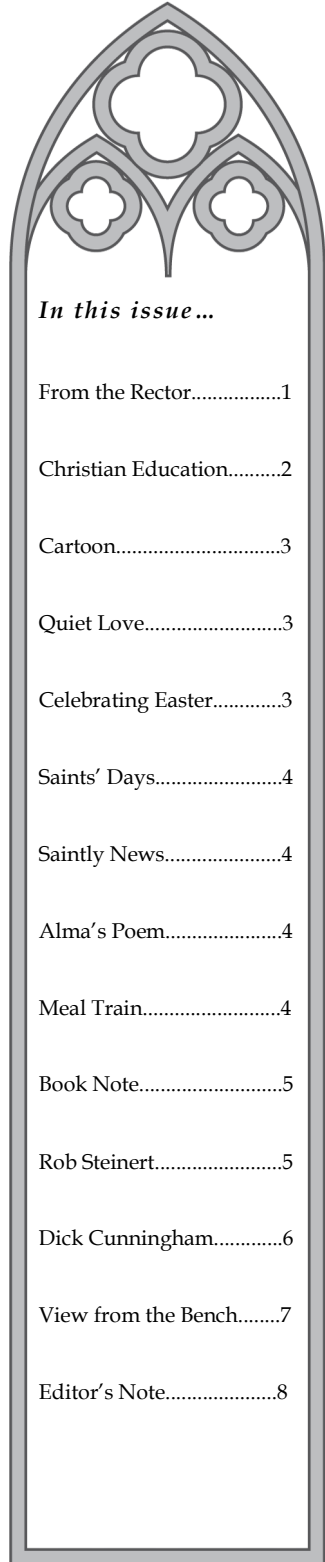 In this issue...
From the Rector.................1
Christian Education..........2
Cartoon...............................3
Quiet Love..........................3
Celebrating Easter.............3
Saints’ Days........................4
Saintly News......................4
Alma’s Poem......................4
Meal Train...........................4
Book Note...........................5
Rob Steinert........................5
Dick Cunningham.............6
View from the Bench........7
Editor’s Note.....................8